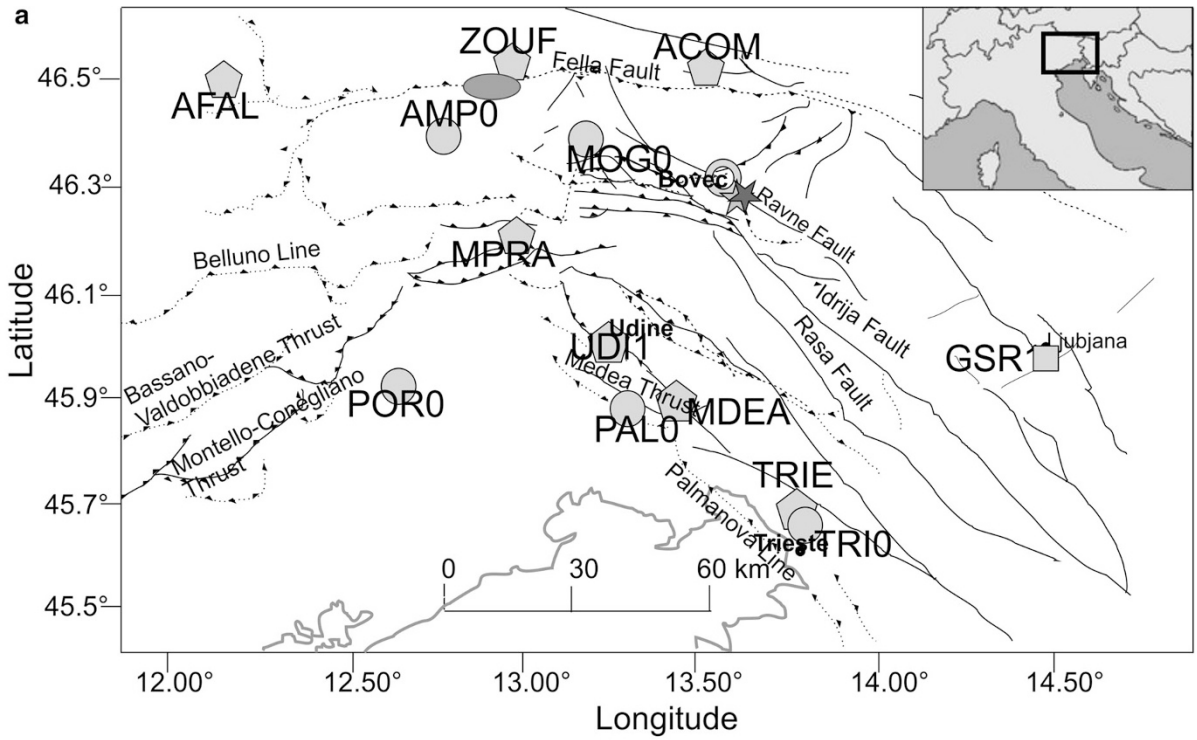 a
ZOUF
ACOM
Fella Fault
46.5°
AFAL
AMP0
MOG0
Bovec
46.3°
Ravne Fault
Belluno Line
MPRA
46.1°
Idrija Fault
Rasa Fault
Udine
UDI1
Ljubjana
GSR1
Bassano-
Valdobbiadene Thrust
Medea Thrust
45.9°
POR0
MDEA
PAL0
Montello-Conegliano
Thrust
TRIE
45.7°
Palmanova Line
Trieste
TRI0
0 30 60 km
45.5°
Latitude
12.00° 12.50° 13.00° 13.50° 14.00° 14.50°
Longitude